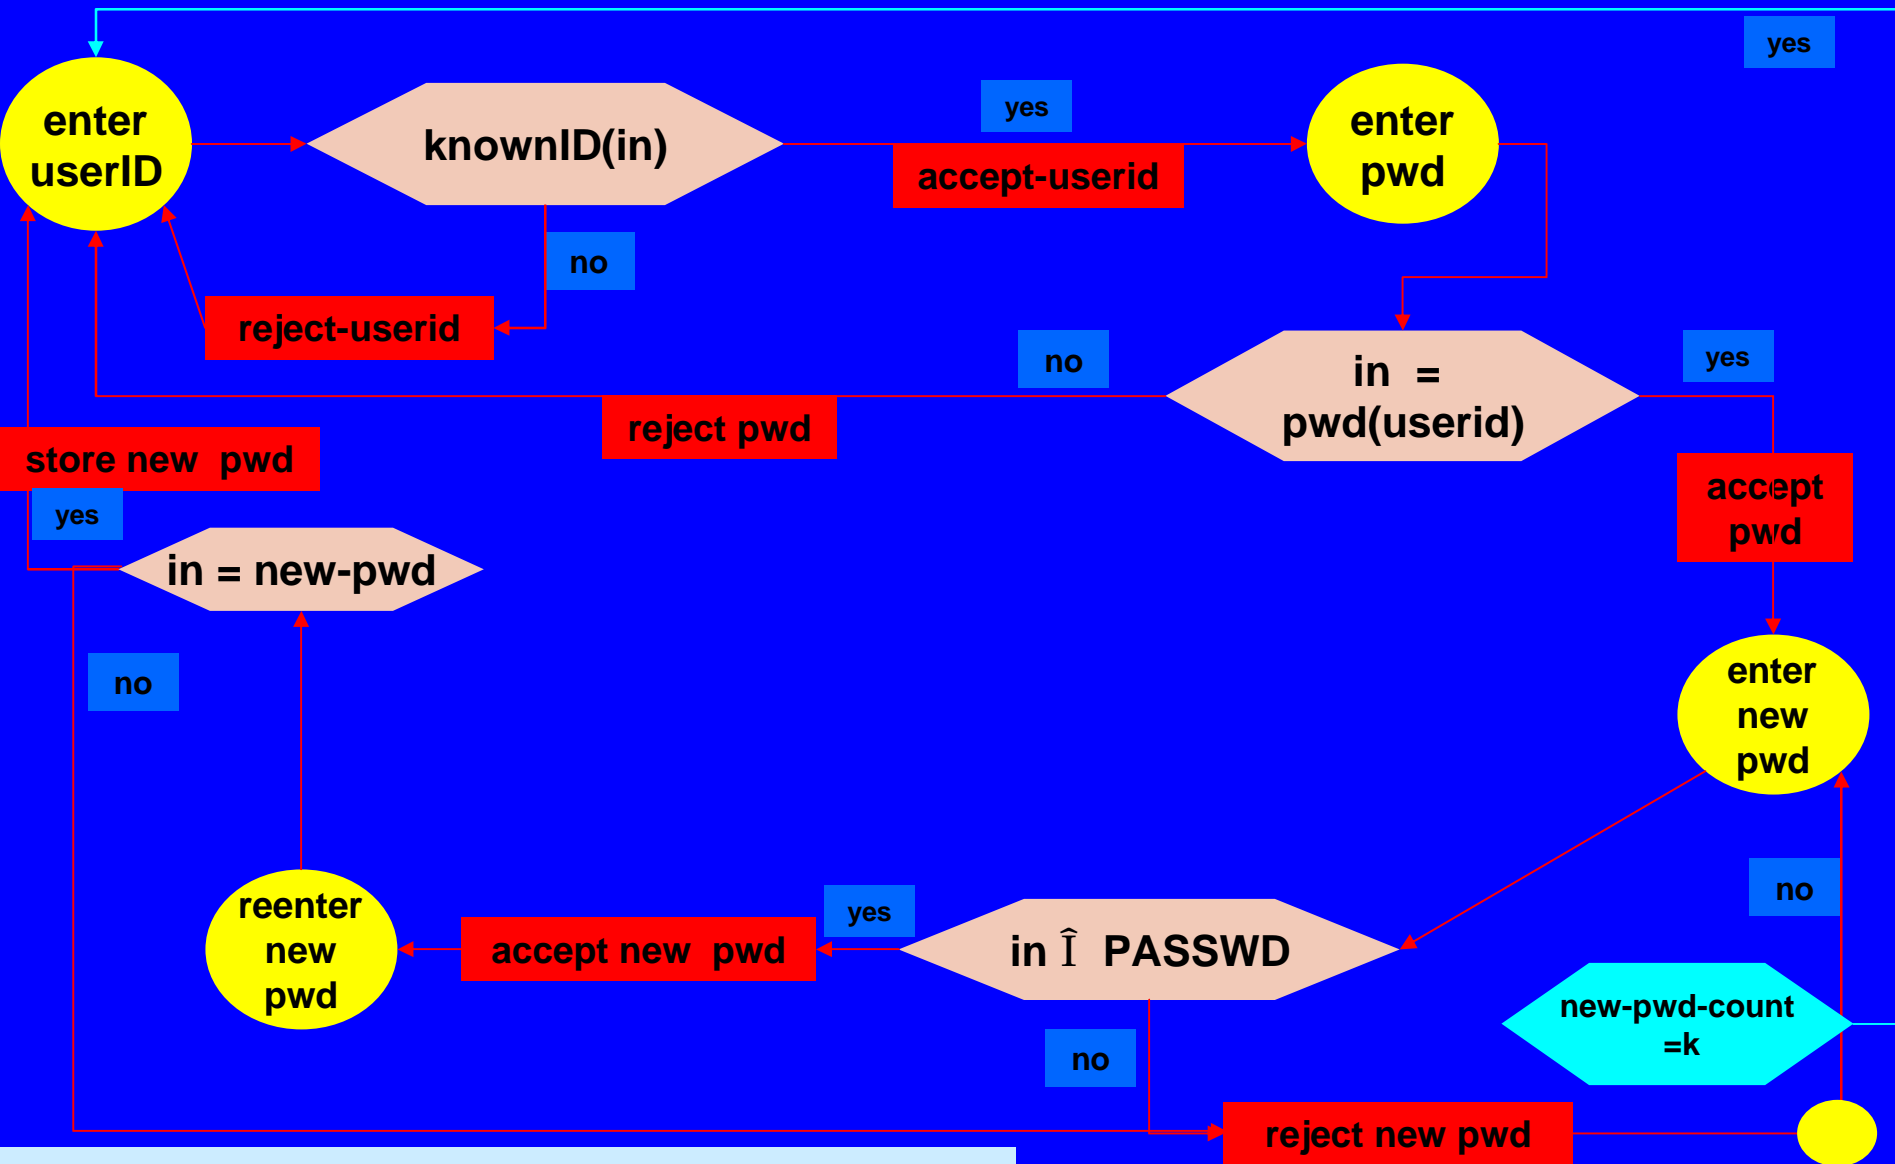 yes
enter
userID
knownID(in)
yes
accept-userid
enter
pwd
no
reject-userid
no
in =
pwd(userid)
yes
reject pwd
store new pwd
yes
accept
pwd
in = new-pwd
no
enter
new
pwd
reenter
new
pwd
accept new pwd
yes
in Î PASSWD
no
no
new-pwd-count
=k
reject new pwd